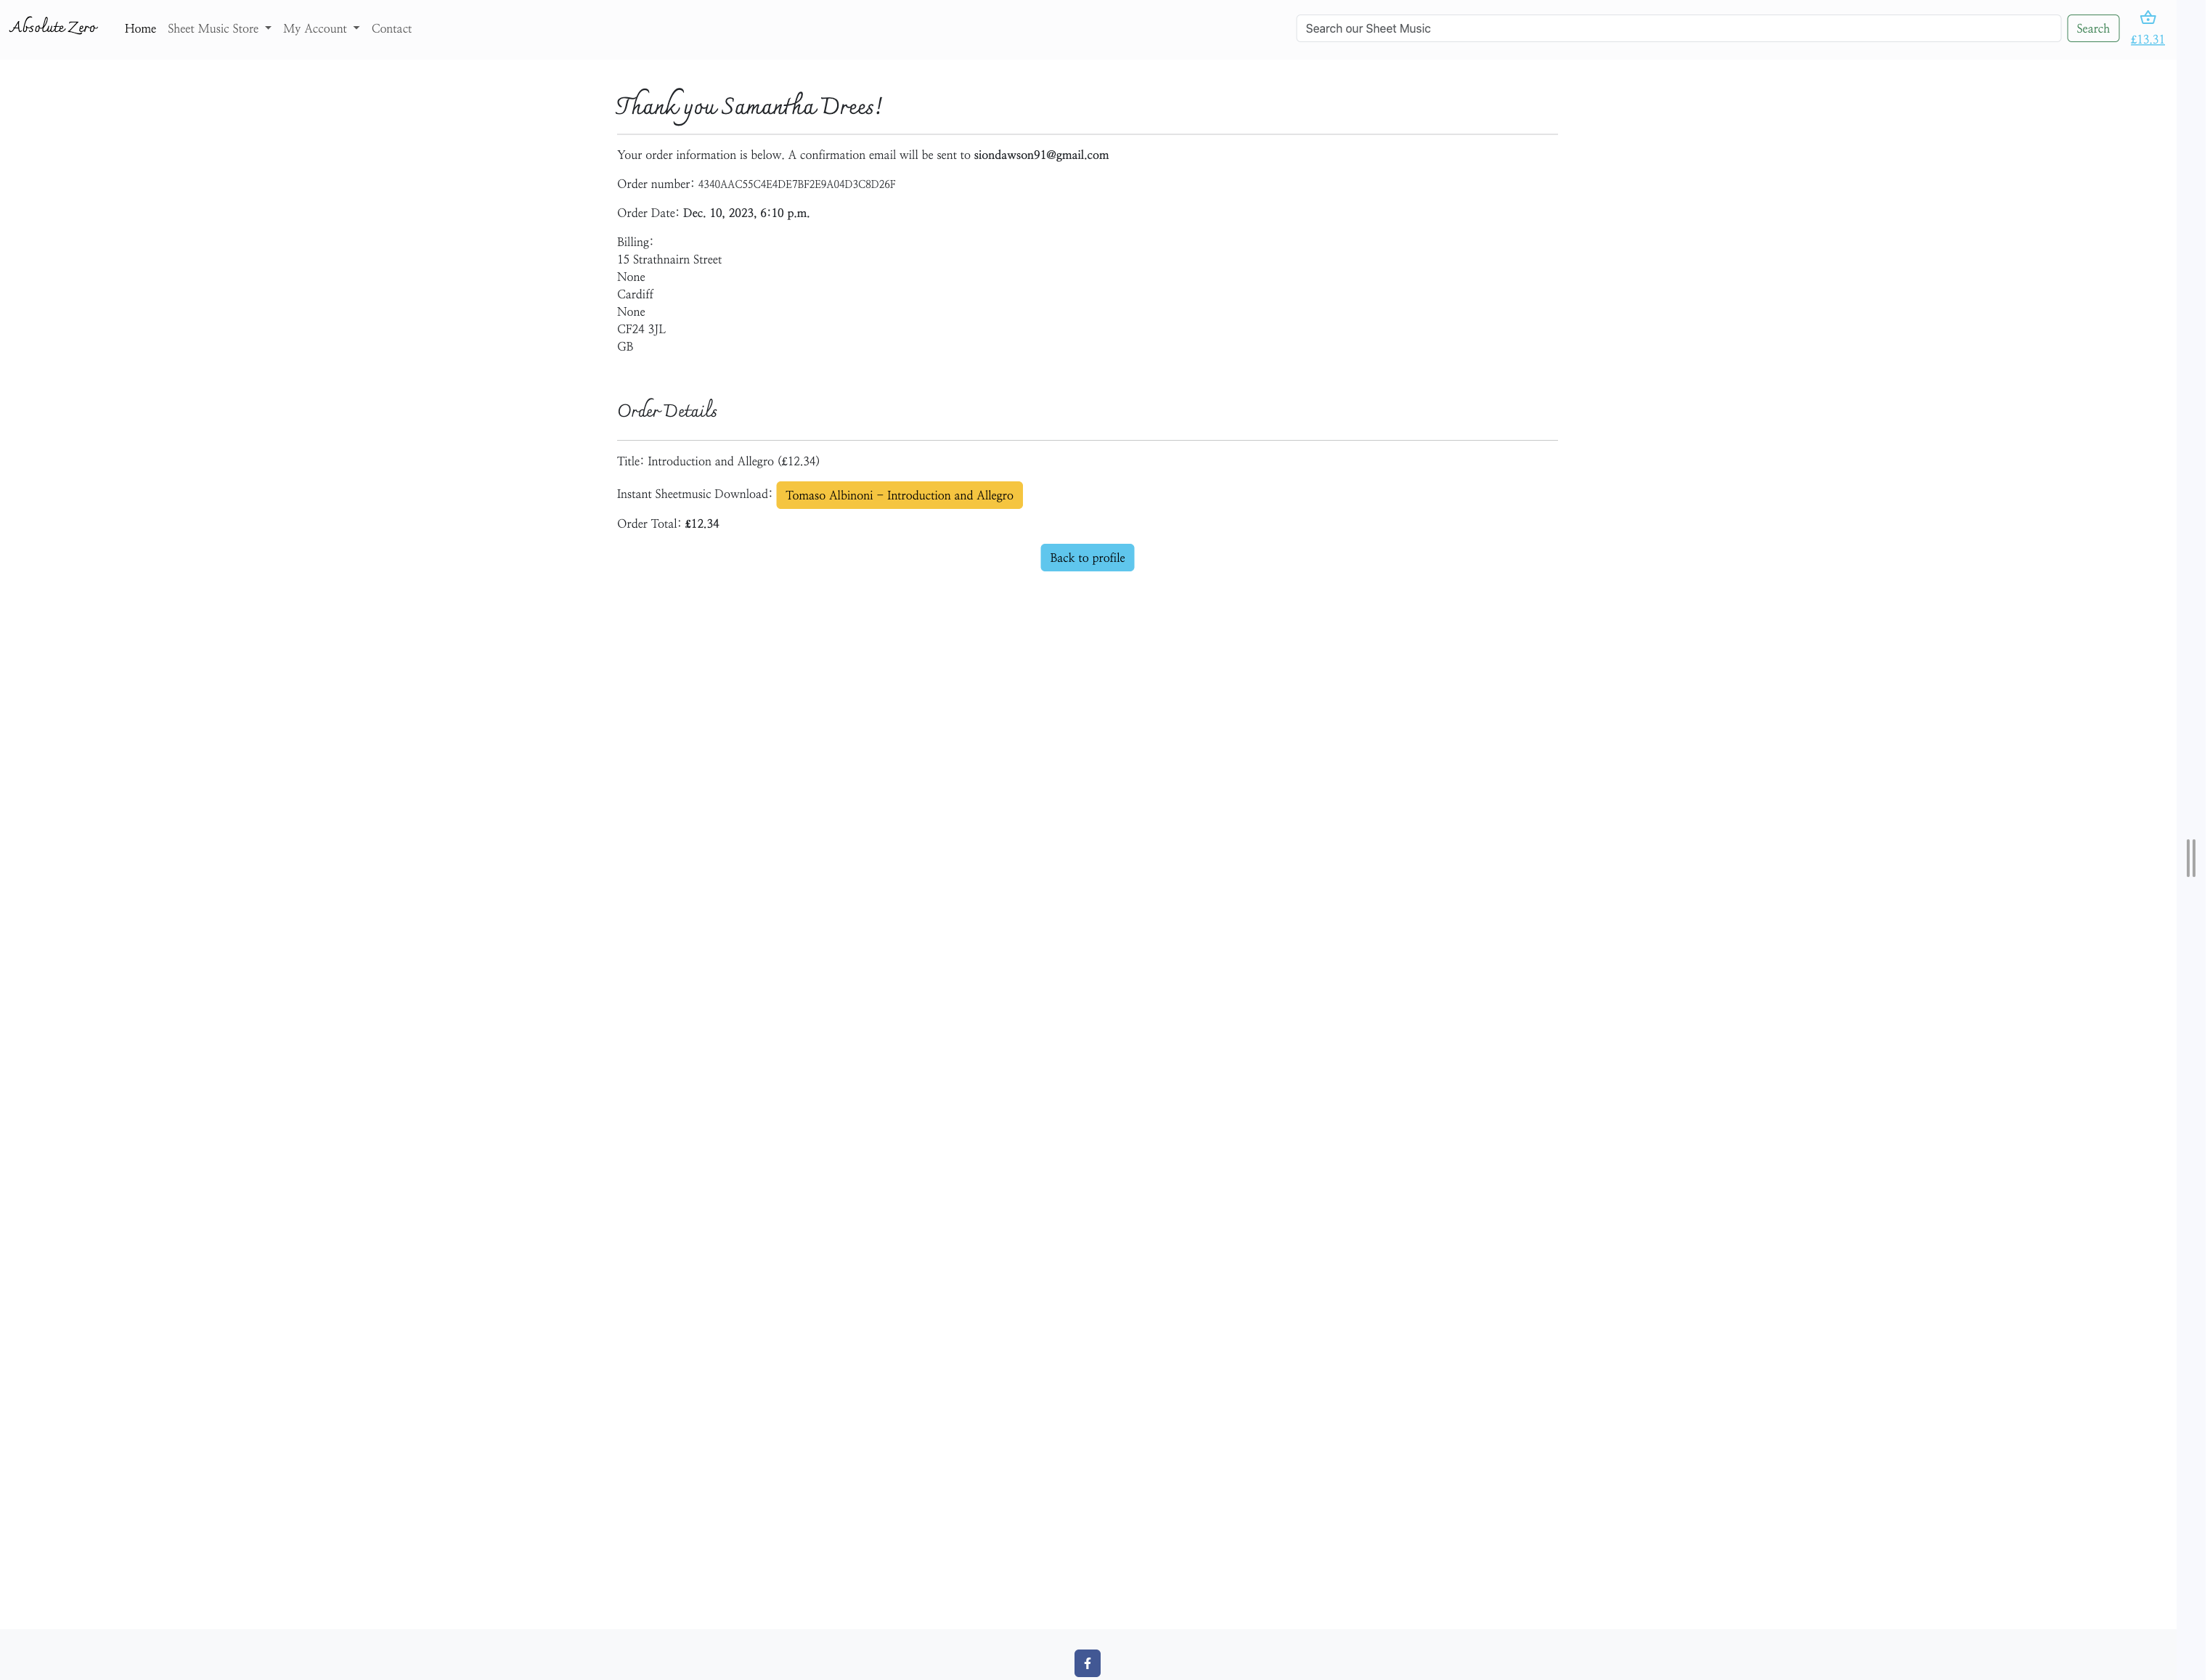 Absolute Zero
Home Sheet Music Store My Account Contact
Search our Sheet Music
Search
£13.31
Thank you Samantha Drees!
Your order information is below. A confirmation email will be sent to siondawson91@gmail.com
Order number: 4340AAC55C4E4DE7BF2E9A04D3C8D26F
Order Date: Dec. 10, 2023, 6:10 p.m.
Billing:
15 Strathnairn Street
None
Cardiff
None
CF24 3JL
GB
Order Details
Title: Introduction and Allegro (£12.34)
Instant Sheetmusic Download: Tomaso Albinoni - Introduction and Allegro
Order Total: £12.34
Back to profile